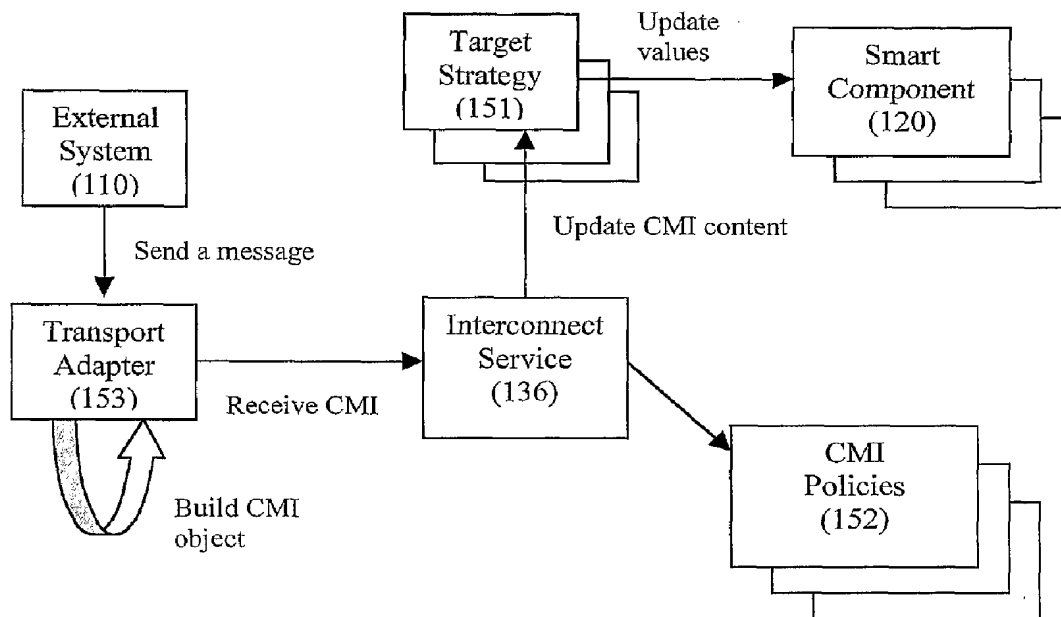 Target
Strategy
(151)
Update
values
Smart
Component
(120)
External
System
(110)
Send a message
Update CMI content
Transport
Adapter
(153)
Receive CMI
Interconnect
Service
(136)
Build CMI
object
CMI
Policies
(152)